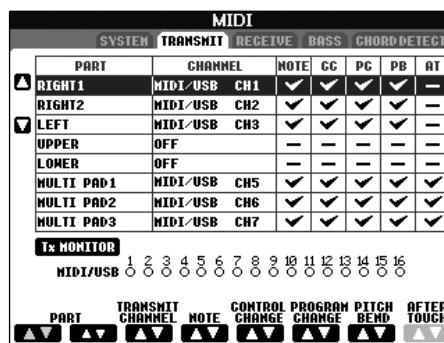 MIDI
SYSTEM TRANSMIT RECEIVE BASS CHORD DETECT
PART CHANNEL NOTE CC PC PB AT
RIGHT1 MIDI/USB CH1
RIGHT2 MIDI/USB CH2
LEFT MIDI/USB CH3
UPPER OFF
LOWER OFF
MULTI PAD1 MIDI/USB CH5
MULTI PAD2 MIDI/USB CH6
MULTI PAD3 MIDI/USB CH7
Tx MONITOR
1 2 3 4 5 6 7 8 9 10 11 12 13 14 15 16
MIDI/USB
PART TRANSMIT CHANNEL NOTE CONTROL CHANGE PROGRAM CHANGE PITCH BEND AFTER TOUCH